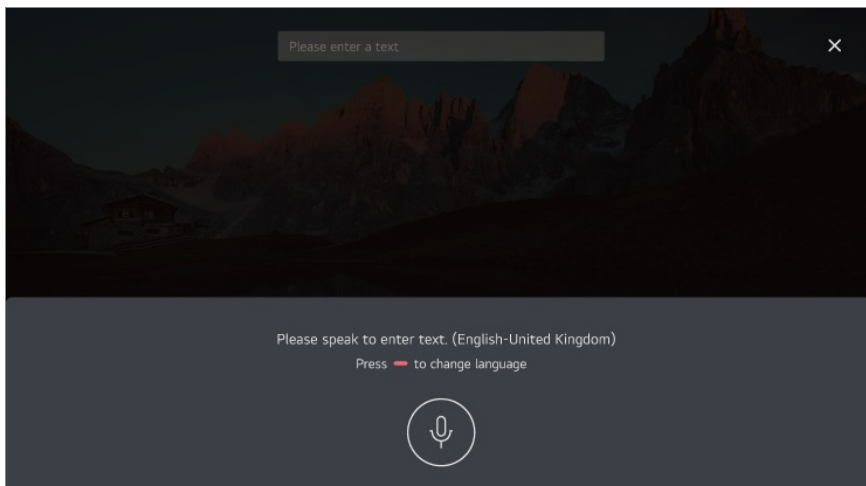 Please enter a text
Please speak to enter text. (English-United Kingdom)
Press to change language